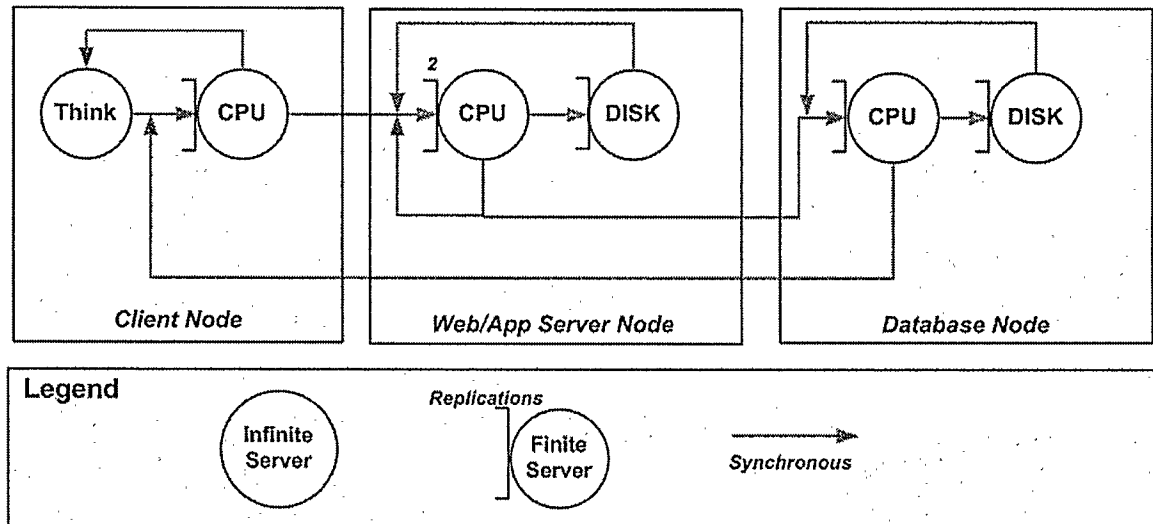 2
Think
CPU
CPU
DISK
CPU
DISK
Client Node
Web/App Server Node
Database Node
Legend
Replications
Infinite
Server
Finite
Server
Synchronous